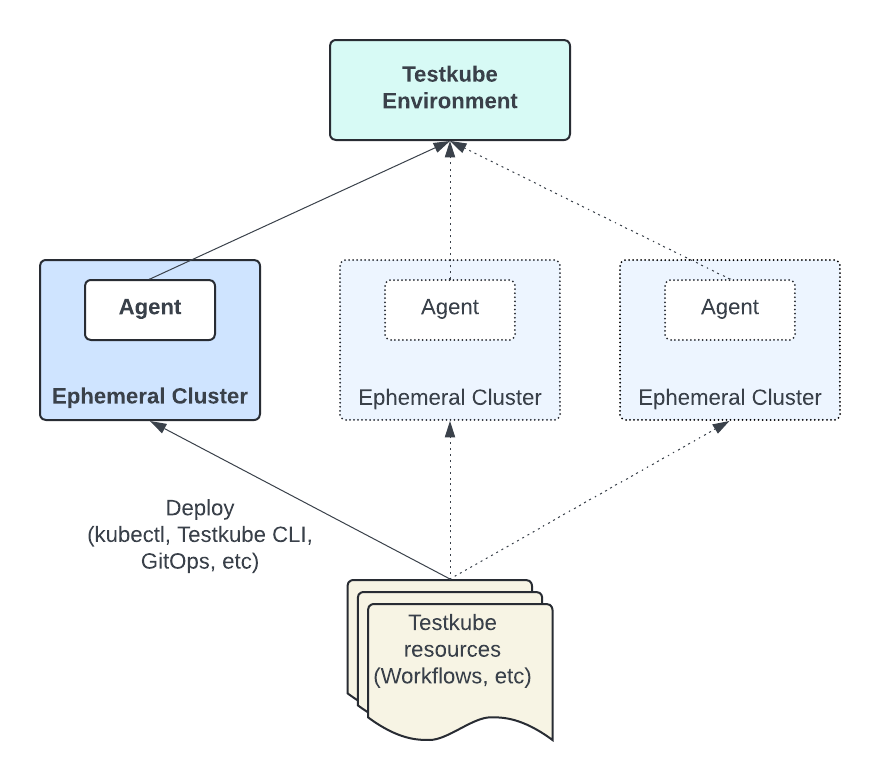 Testkube
Environment
Agent
Agent
Agent
Ephemeral Cluster
Ephemeral Cluster
Ephemeral Cluster
Deploy
(kubectl, Testkube CLI,
GitOps, etc)
Testkube
resources
(Workflows, etc)